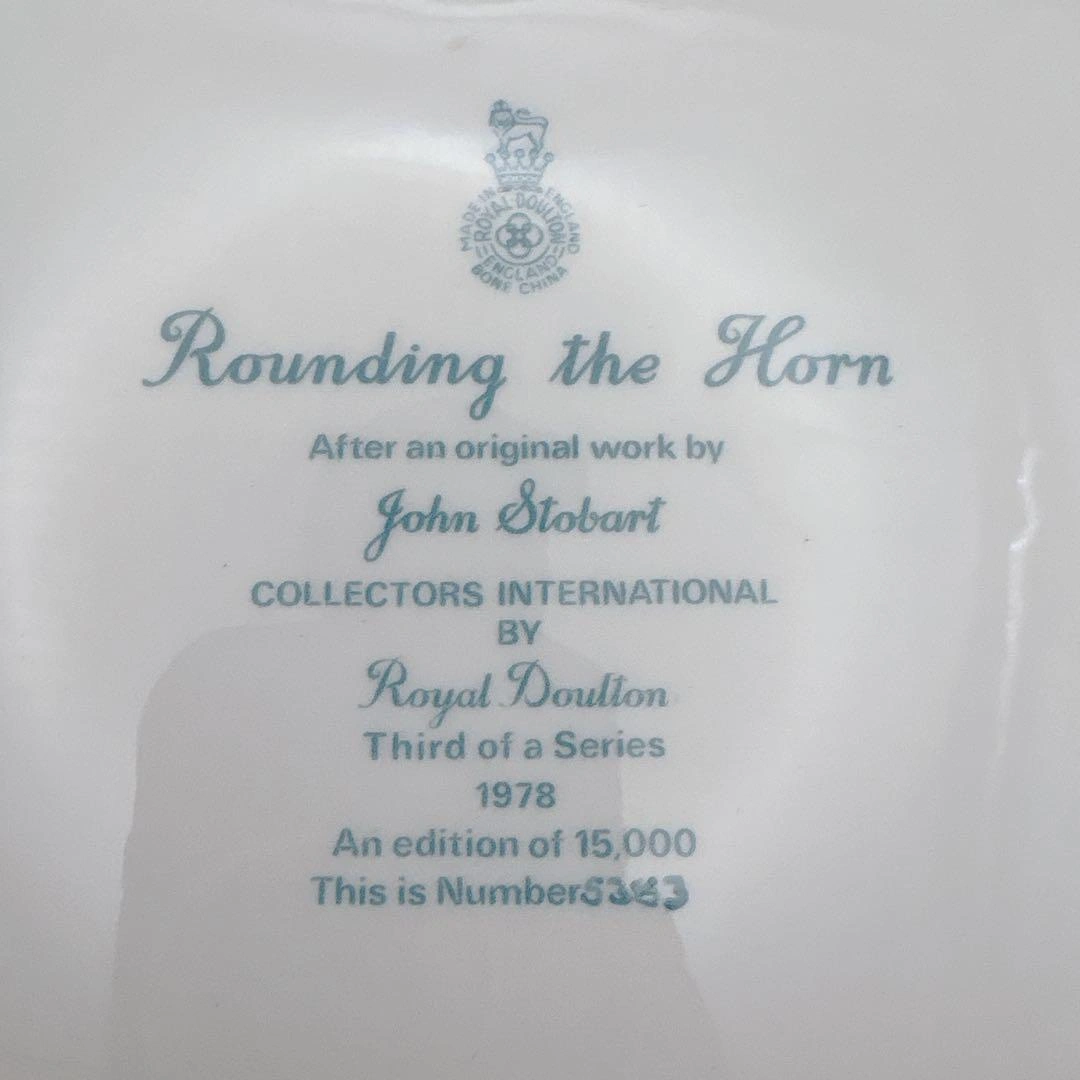 MADE IN ENGLAND
ROYAL DOULTON
ENGLAND
BONE CHINA
Rounding the Horn
After an original work by
John Stobart
COLLECTORS INTERNATIONAL
BY
Royal Doulton
Third of a Series
1978
An edition of 15,000
This is Number